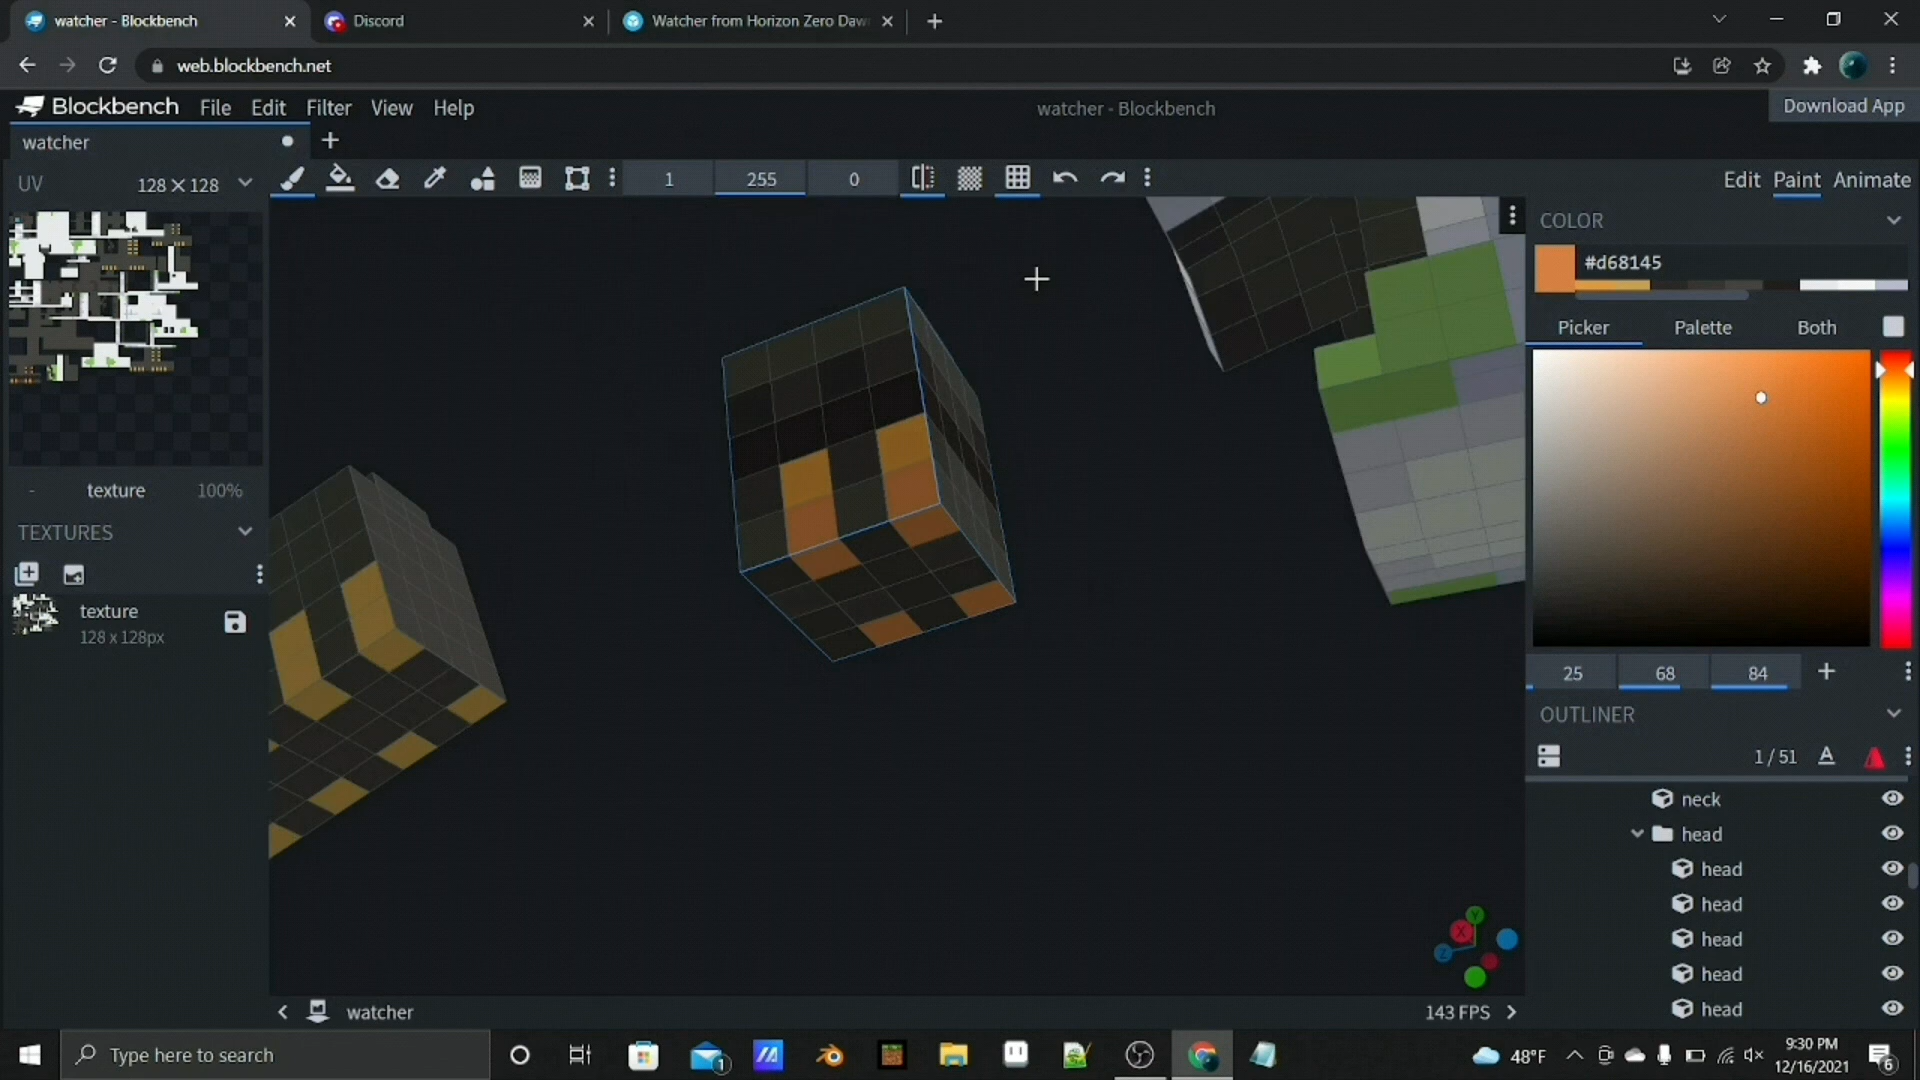 watcher - Blockbench
Discord
Watcher from Horizon Zero Daw
web.blockbench.net
Blockbench
File
Edit
Filter
View
Help
watcher - Blockbench
Download App
watcher
UV
128 × 128
1
255
0
Edit
Paint
Animate
COLOR
#d68145
Picker
Palette
Both
-
texture
100%
TEXTURES
texture
128 x 128px
25
68
84
OUTLINER
1 / 51
neck
head
head
head
head
head
head
X
Y
Z
watcher
143 FPS
Type here to search
1
48°F
9:30 PM
12/16/2021
6